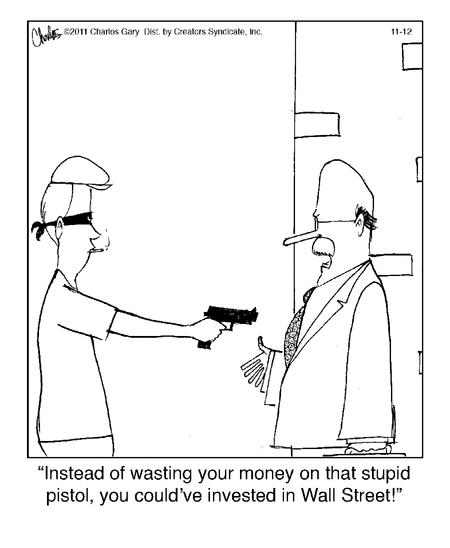 Charles ©2011 Charlos Gary Dist. by Creators Syndicate, Inc. 11-12
“Instead of wasting your money on that stupid
pistol, you could’ve invested in Wall Street!”